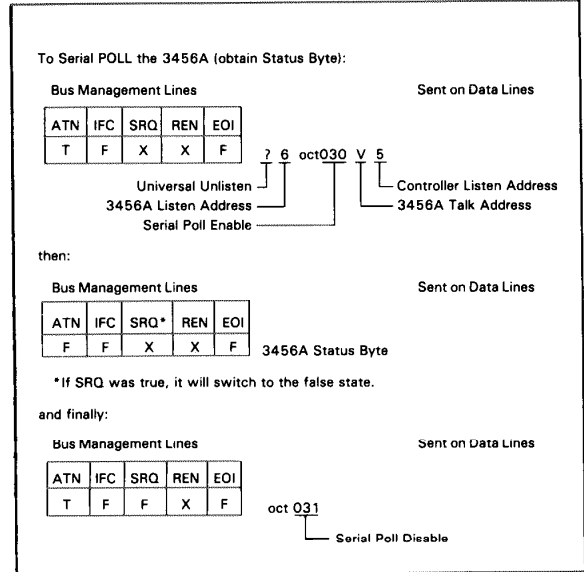 To Serial POLL the 3456A (obtain Status Byte):
Bus Management Lines Sent on Data Lines
ATN IFC SRQ REN EOI
T F X X F
? 6 oct030 V 5
Universal Unlisten Controller Listen Address
3456A Listen Address 3456A Talk Address
Serial Poll Enable
then:
Bus Management Lines Sent on Data Lines
ATN IFC SRQ* REN EOI
F F X X F 3456A Status Byte
*If SRQ was true, it will switch to the false state.
and finally:
Bus Management Lines Sent on Data Lines
ATN IFC SRQ REN EOI
T F F X F oct 031
Serial Poll Disable